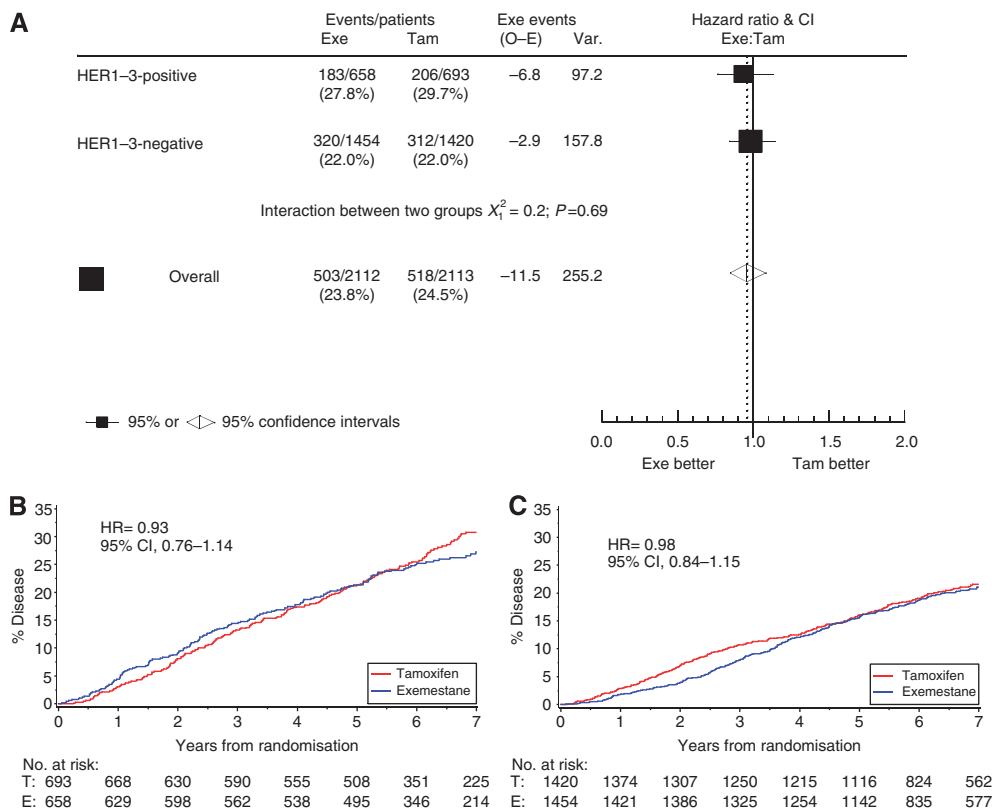 A
Events/patients Exe events Hazard ratio & CI
Exe Tam (O–E) Var. Exe:Tam
HER1–3-positive 183/658 206/693 –6.8 97.2
(27.8%) (29.7%)
HER1–3-negative 320/1454 312/1420 –2.9 157.8
(22.0%) (22.0%)
Interaction between two groups X₁² = 0.2; P=0.69
Overall 503/2112 518/2113 –11.5 255.2
(23.8%) (24.5%)
95% or 95% confidence intervals
0.0 0.5 1.0 1.5 2.0
Exe better Tam better
B
HR= 0.93
95% CI, 0.76–1.14
% Disease
35
30
25
20
15
10
5
0
Tamoxifen
Exemestane
0 1 2 3 4 5 6 7
Years from randomisation
No. at risk:
T: 693 668 630 590 555 508 351 225
E: 658 629 598 562 538 495 346 214
C
HR= 0.98
95% CI, 0.84–1.15
% Disease
35
30
25
20
15
10
5
0
Tamoxifen
Exemestane
0 1 2 3 4 5 6 7
Years from randomisation
No. at risk:
T: 1420 1374 1307 1250 1215 1116 824 562
E: 1454 1421 1386 1325 1254 1142 835 577